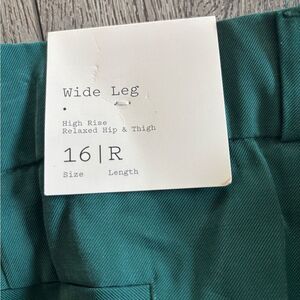 Wide Leg
High Rise
Relaxed Hip & Thigh
16|R
Size Length